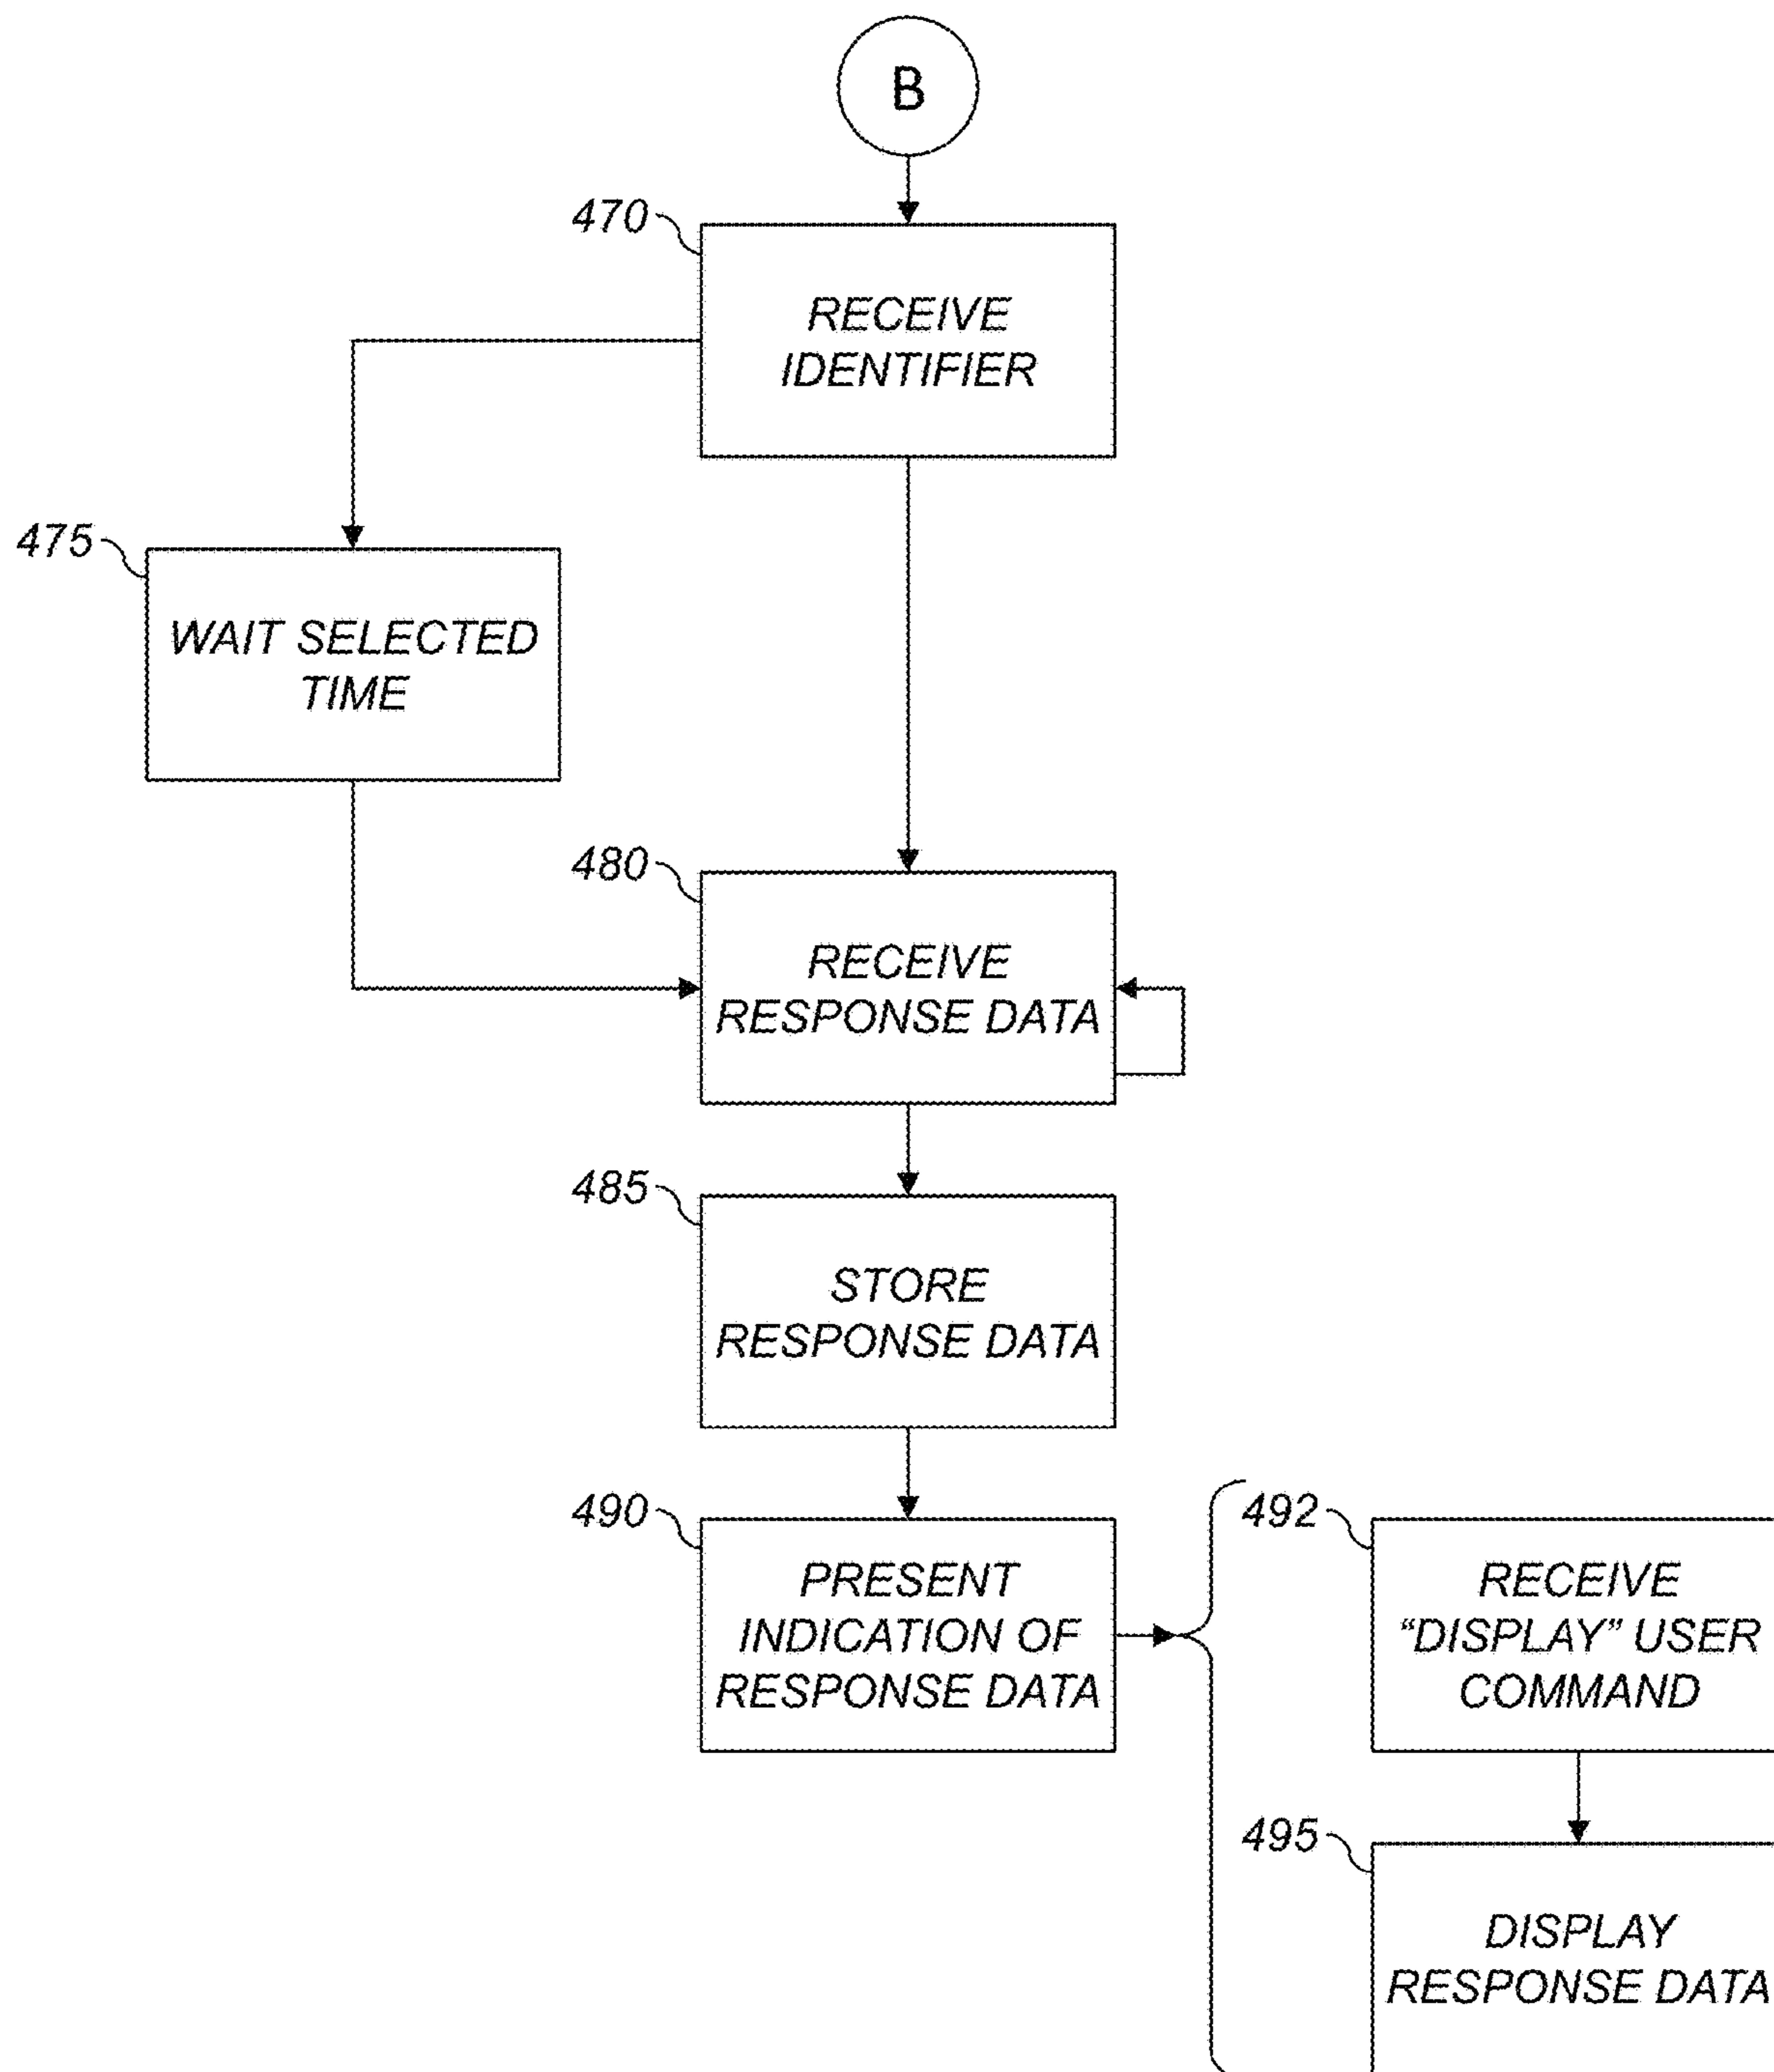 B
470
RECEIVE
IDENTIFIER
475
WAIT SELECTED
TIME
480
RECEIVE
RESPONSE DATA
485
STORE
RESPONSE DATA
490
PRESENT
INDICATION OF
RESPONSE DATA
492
RECEIVE
“DISPLAY” USER
COMMAND
495
DISPLAY
RESPONSE DATA